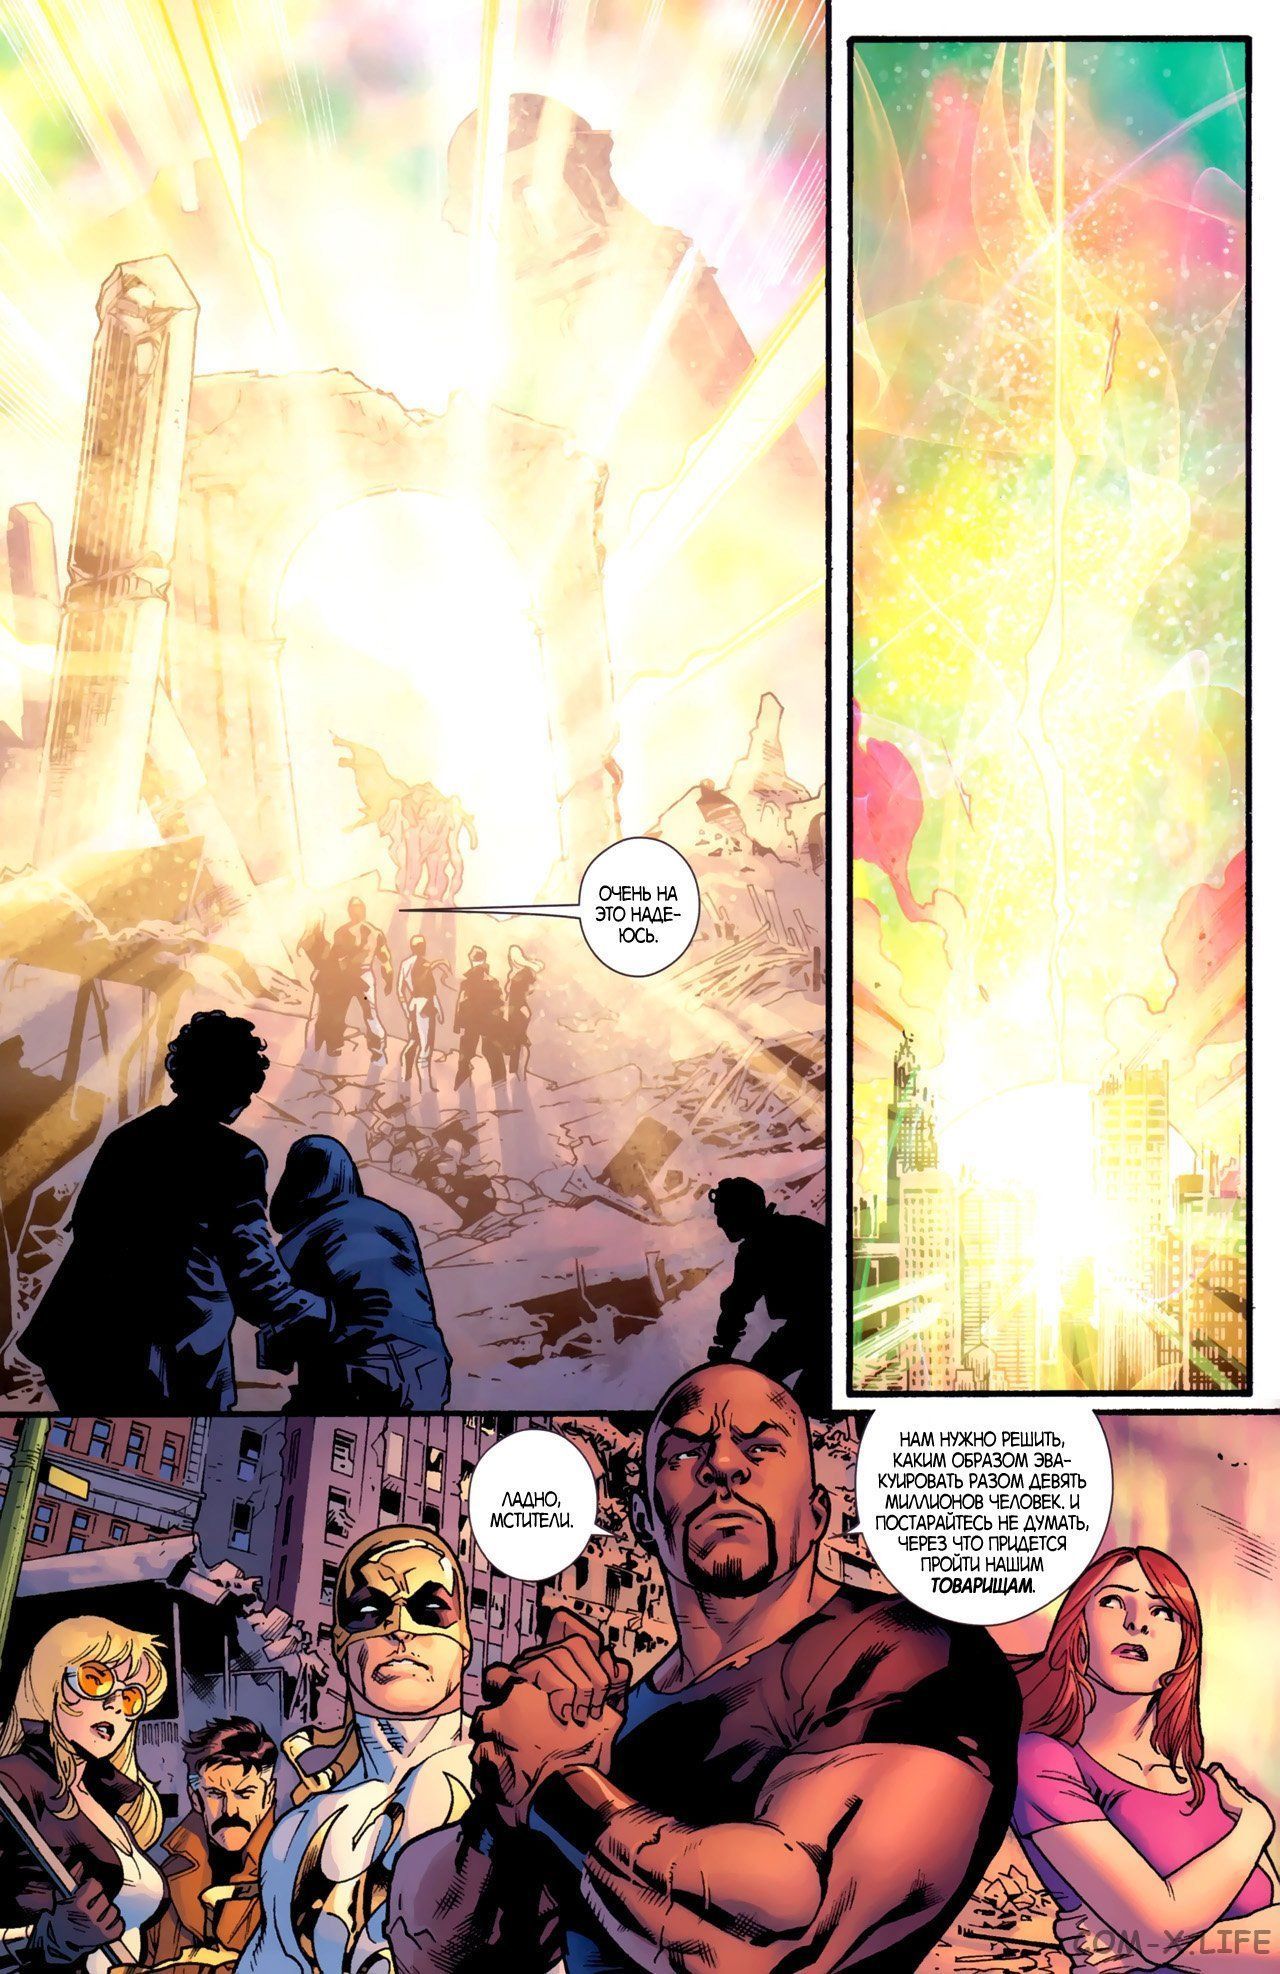 ОЧЕНЬ НА
ЭТО НАДЕ-
ЮСЬ.
ЛАДНО,
МСТИТЕЛИ.
НАМ НУЖНО РЕШИТЬ,
КАКИМ ОБРАЗОМ ЭВА-
КУИРОВАТЬ РАЗОМ ДЕВЯТЬ
МИЛЛИОНОВ ЧЕЛОВЕК. И
ПОСТАРАЙТЕСЬ НЕ ДУМАТЬ,
ЧЕРЕЗ ЧТО ПРИДЕТСЯ
ПРОЙТИ НАШИМ
ТОВАРИЩАМ.
COM-X.LIFE